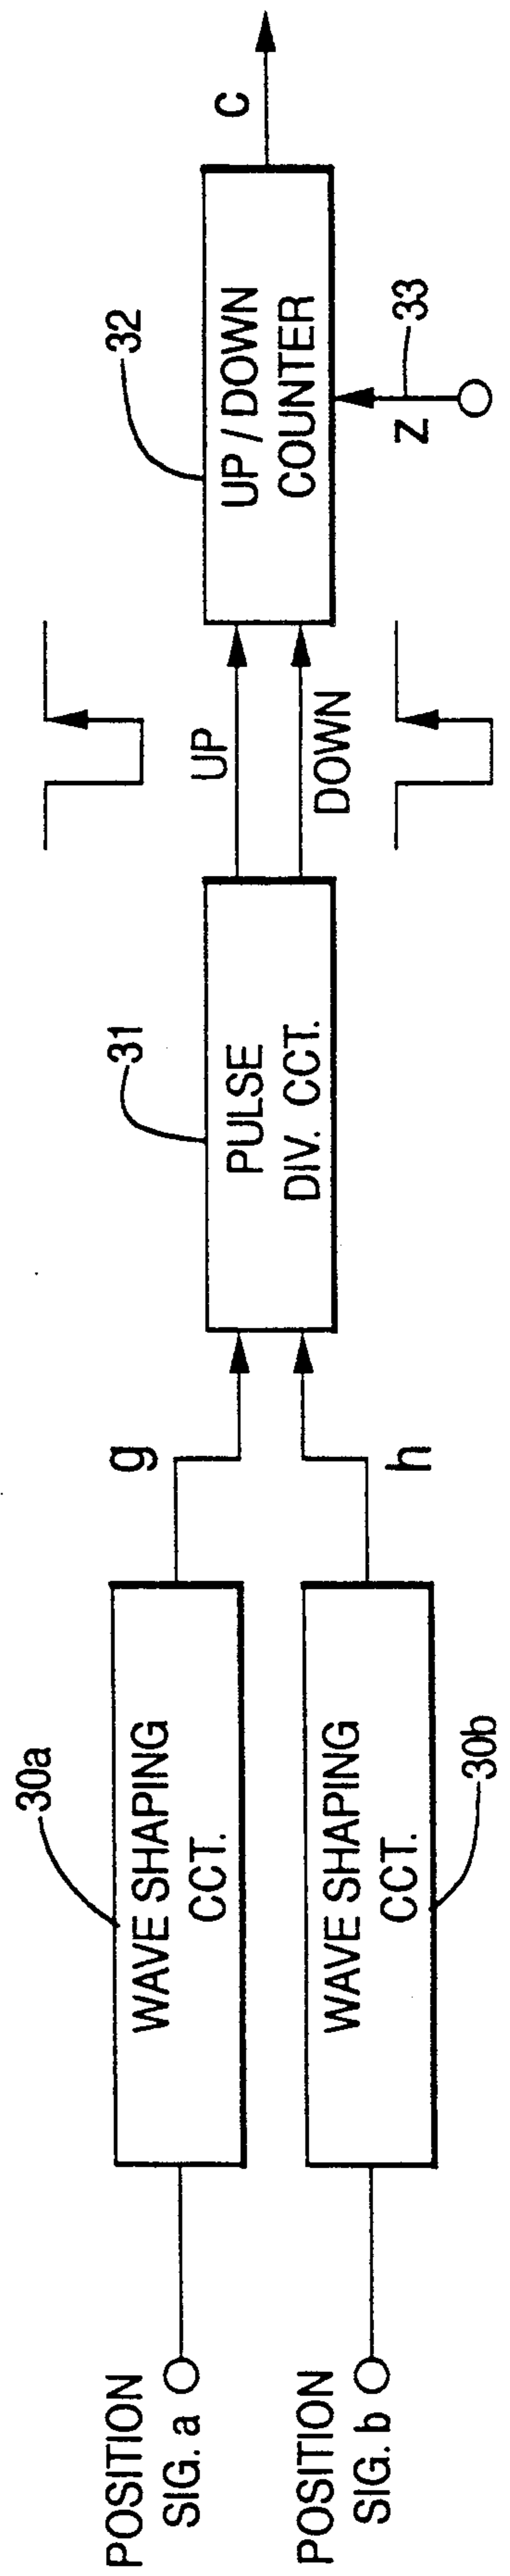 POSITION
SIG. a
30a
WAVE SHAPING
CCT.
g
POSITION
SIG. b
30b
WAVE SHAPING
CCT.
h
31
PULSE
DIV. CCT.
UP
DOWN
32
UP / DOWN
COUNTER
z
33
c